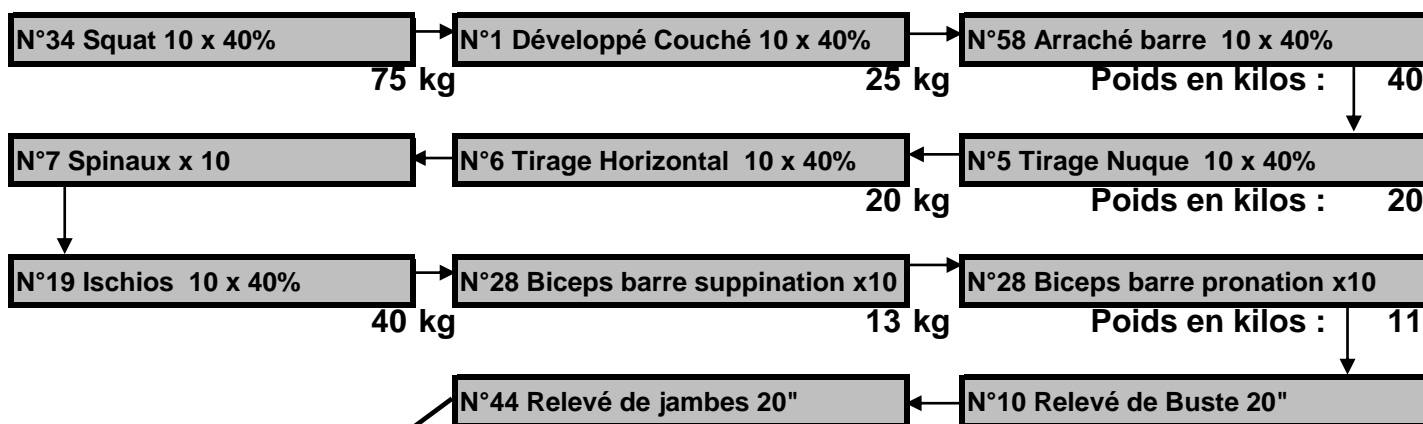 N°34 Squat 10 x 40%
N°1 Développé Couché 10 x 40%
N°58 Arraché barre 10 x 40%
75 kg
25 kg
Poids en kilos : 40
N°7 Spinaux x 10
N°6 Tirage Horizontal 10 x 40%
N°5 Tirage Nuque 10 x 40%
20 kg
Poids en kilos : 20
N°19 Ischios 10 x 40%
N°28 Biceps barre suppination x10
N°28 Biceps barre pronation x10
40 kg
13 kg
Poids en kilos : 11
N°44 Relevé de jambes 20"
N°10 Relevé de Buste 20"